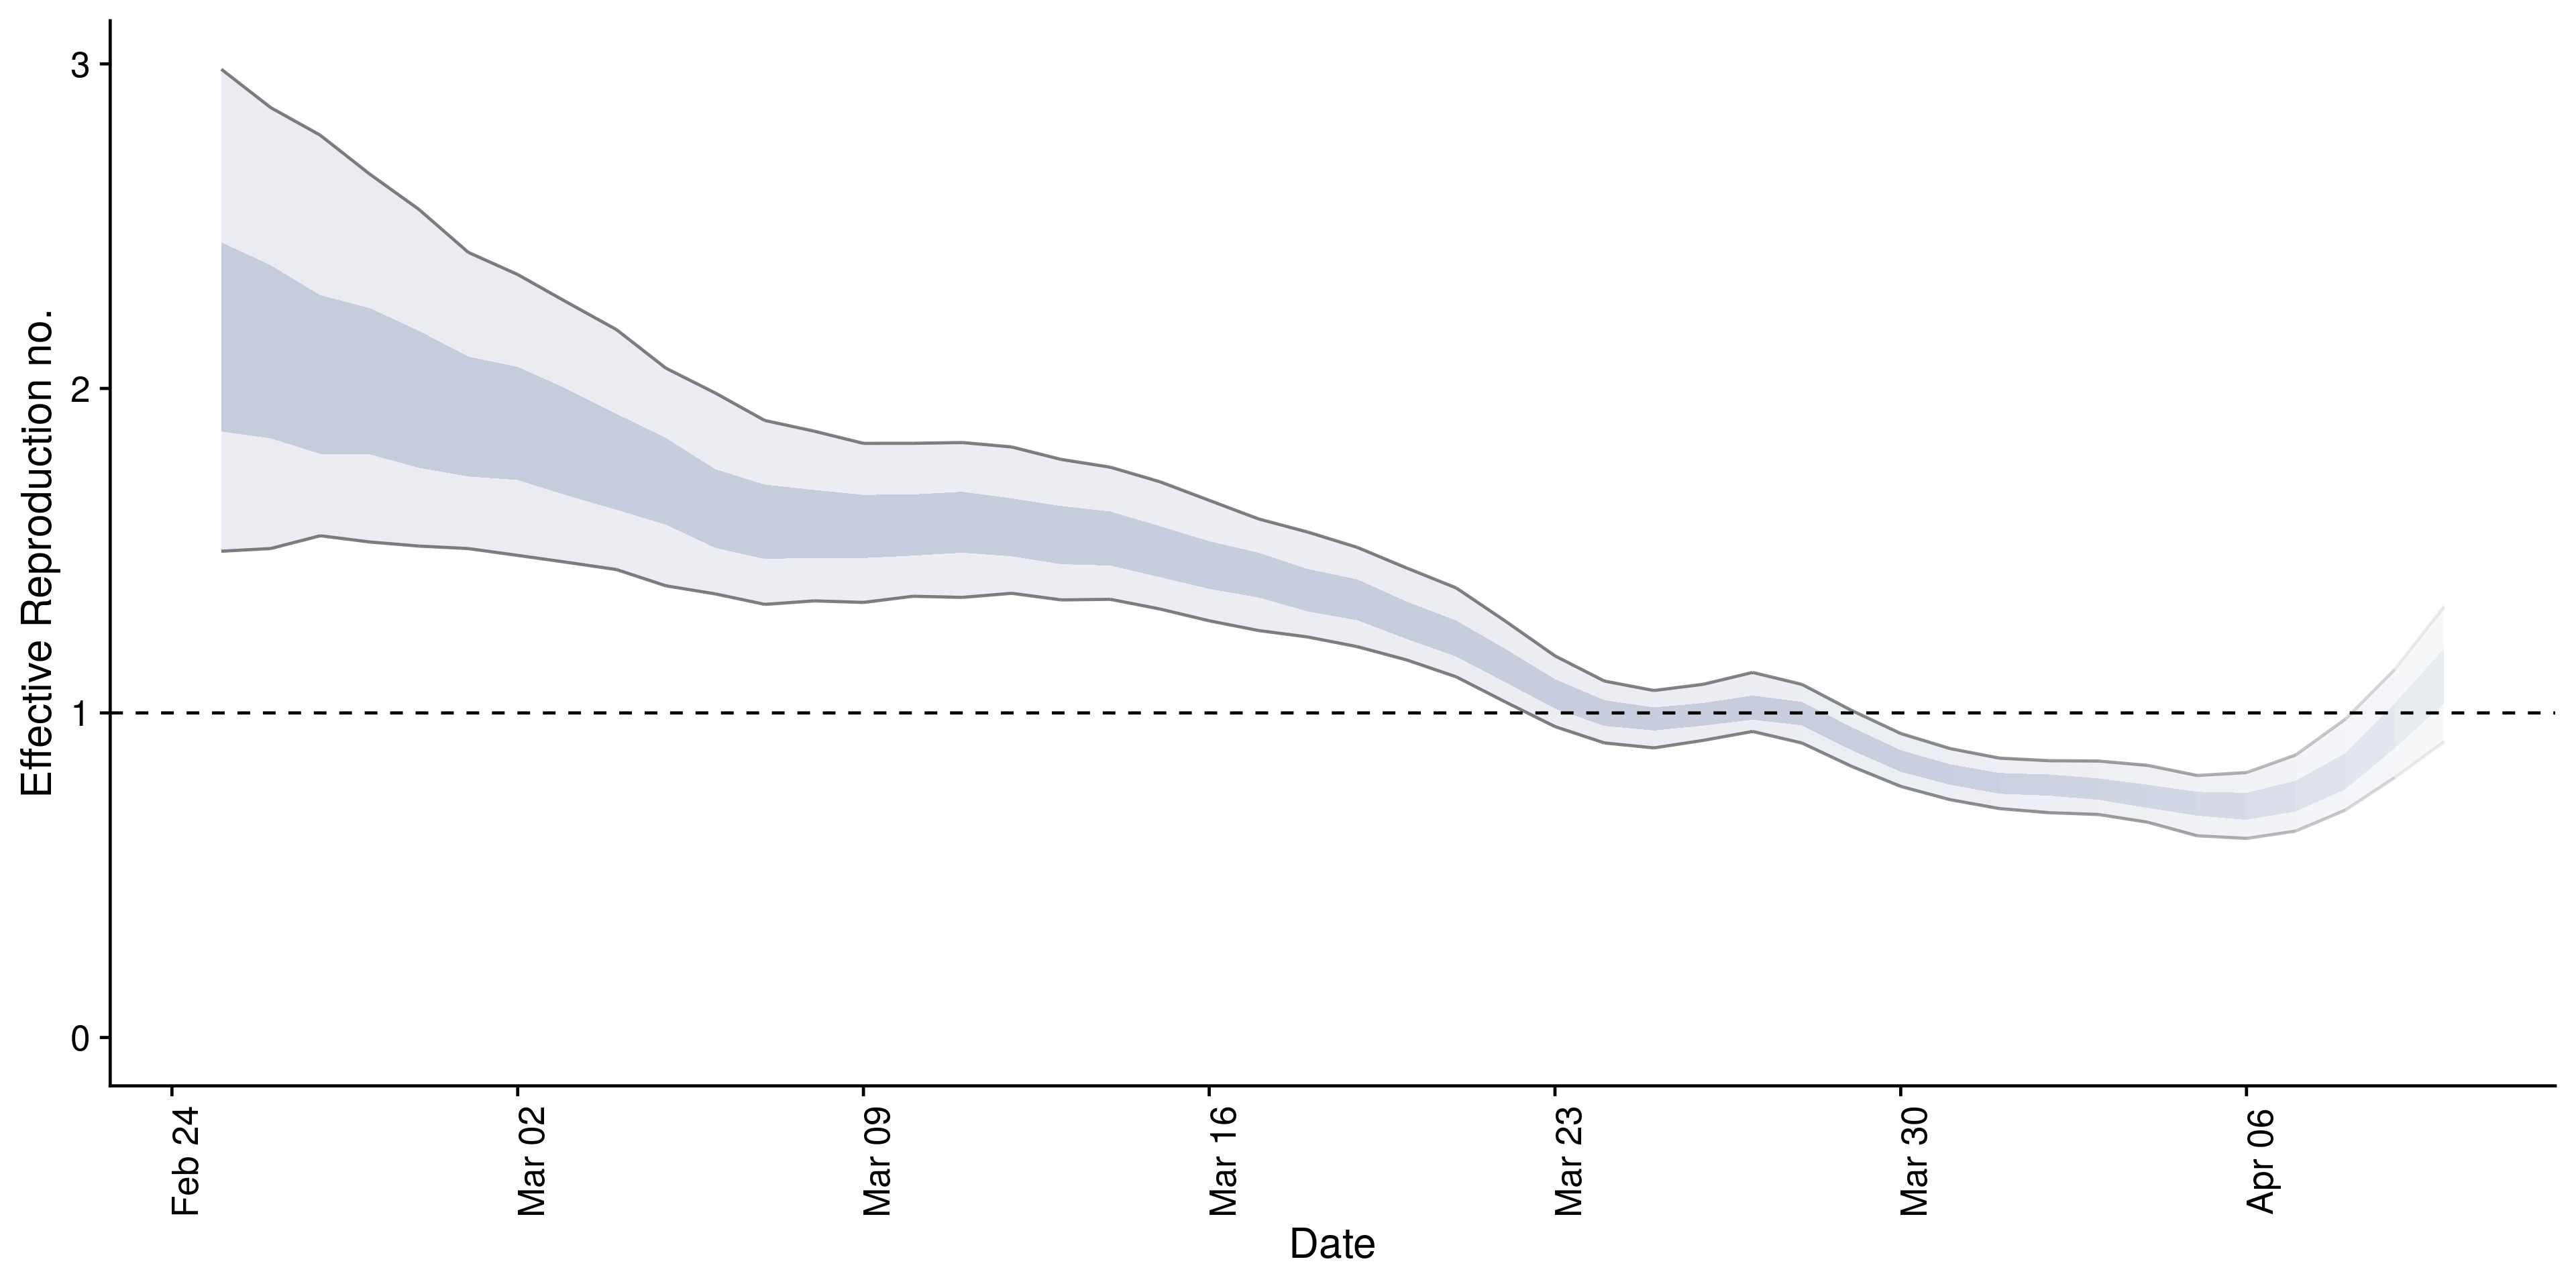 Effective Reproduction no.
3
2
1
0
Feb 24
Mar 02
Mar 09
Mar 16
Mar 23
Mar 30
Apr 06
Date